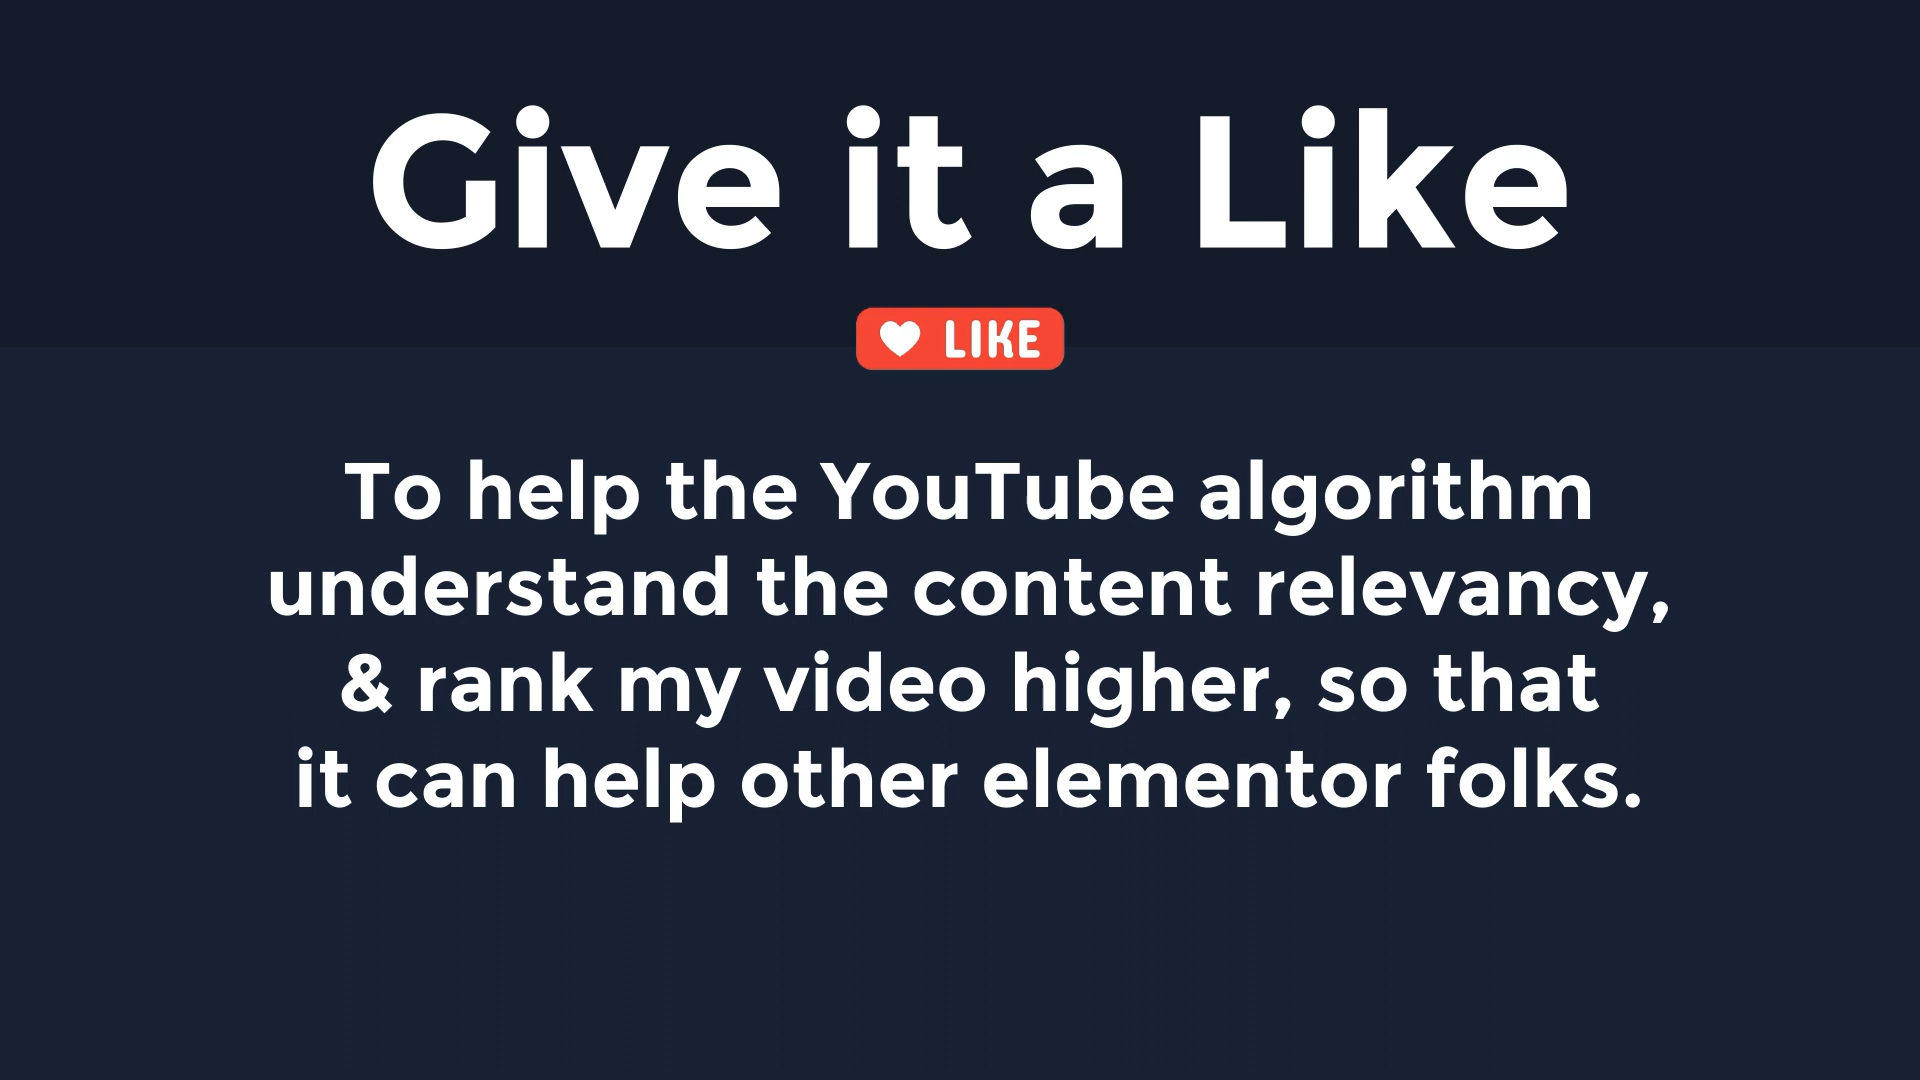 Give it a Like
LIKE
To help the YouTube algorithm
understand the content relevancy,
& rank my video higher, so that
it can help other elementor folks.